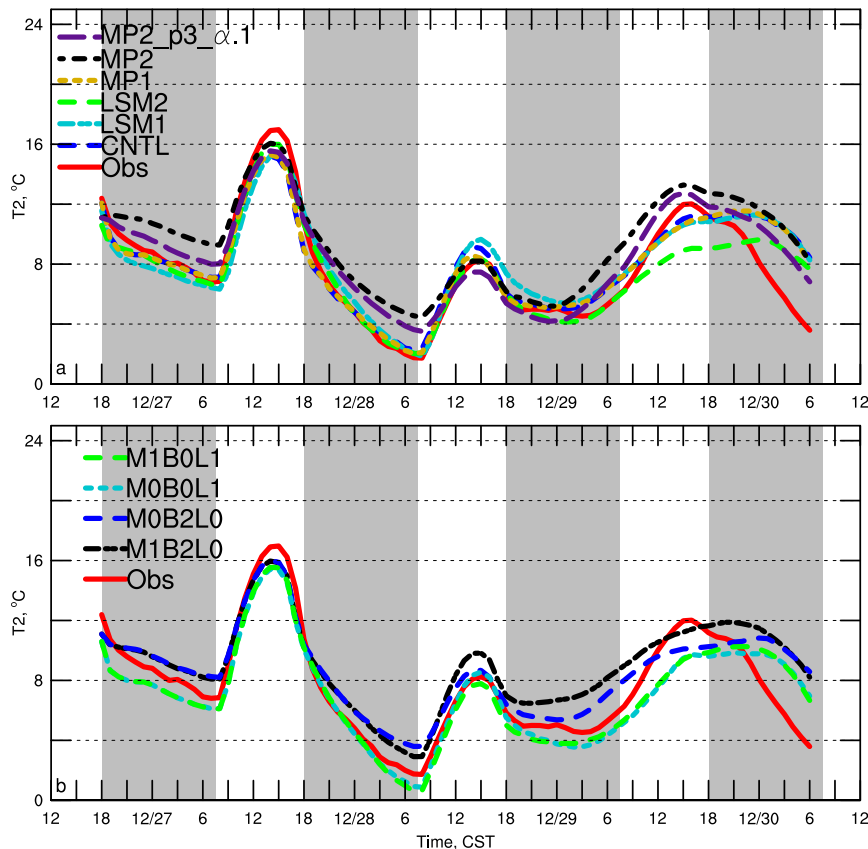 24
16
8
0
T2, °C
MP2_p3_α.1
MP2
MP1
LSM2
LSM1
CNTL
Obs
a
12 18 12/27 6 12 18 12/28 6 12 18 12/29 6 12 18 12/30 6 12
24
16
8
0
T2, °C
M1B0L1
M0B0L1
M0B2L0
M1B2L0
Obs
b
12 18 12/27 6 12 18 12/28 6 12 18 12/29 6 12 18 12/30 6 12
Time, CST